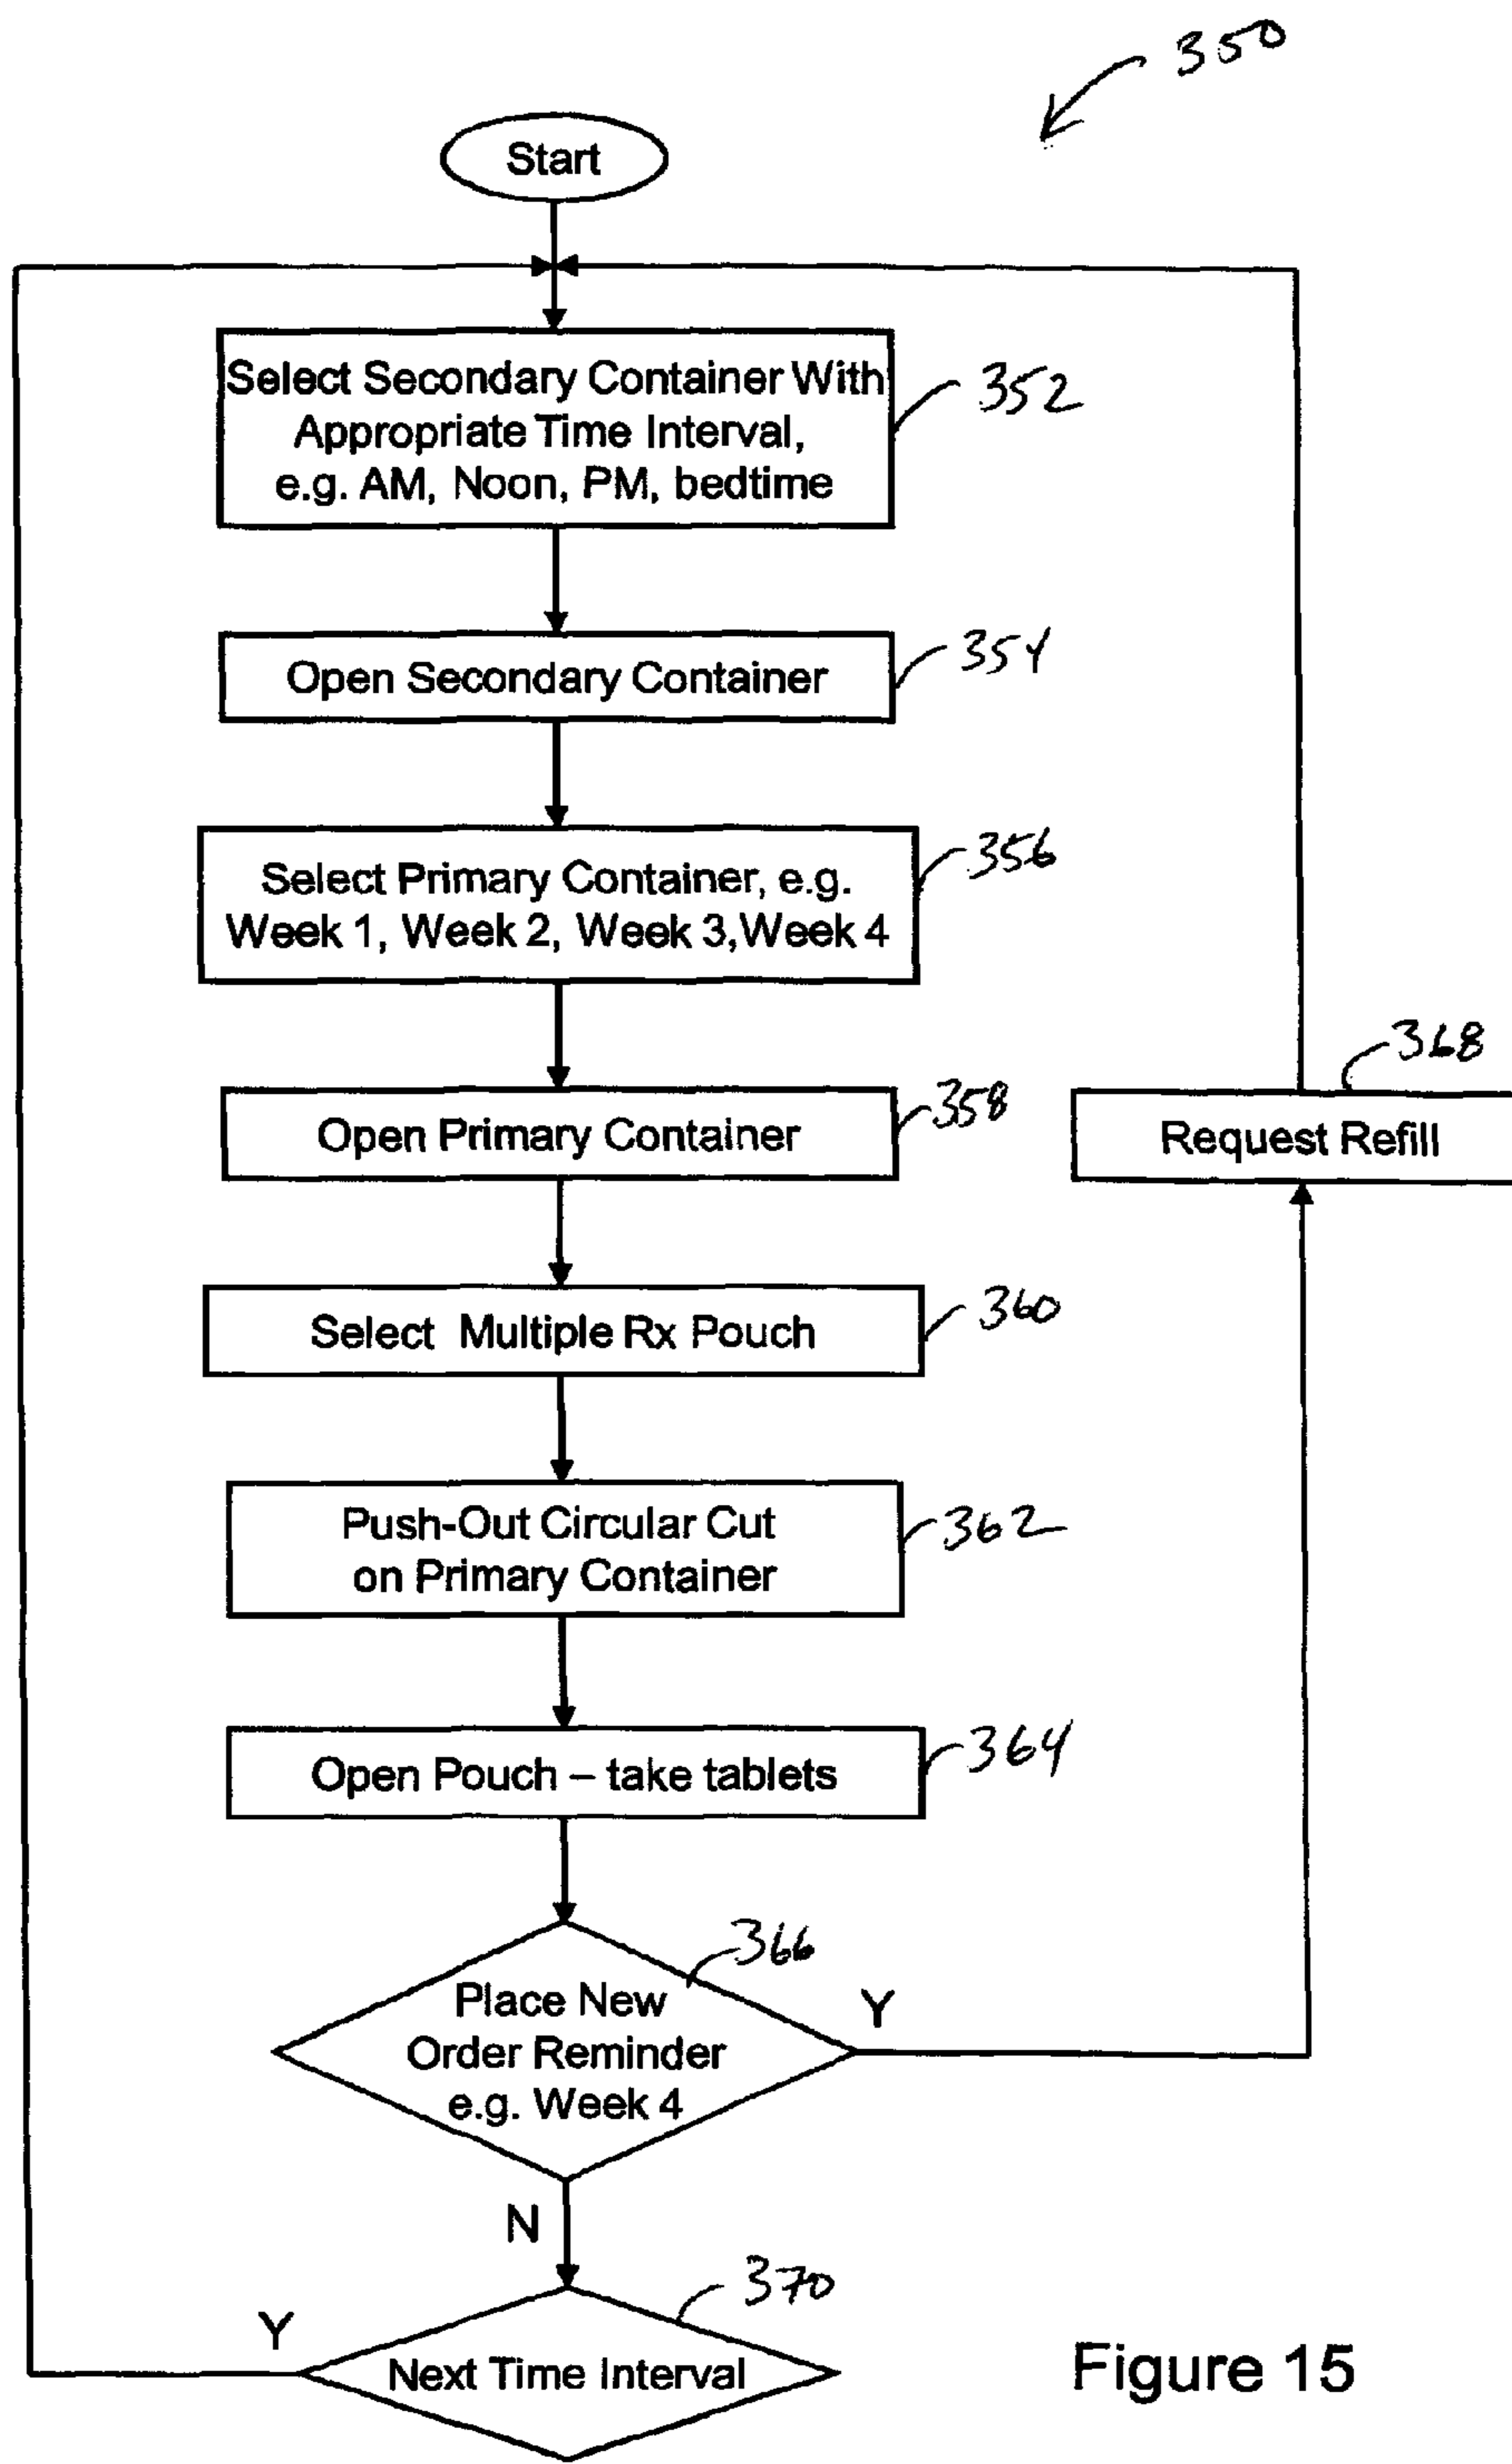 350
Start
Select Secondary Container With
Appropriate Time Interval,
e.g. AM, Noon, PM, bedtime
352
Open Secondary Container
354
Select Primary Container, e.g.
Week 1, Week 2, Week 3, Week 4
356
Open Primary Container
358
Request Refill
368
Select Multiple Rx Pouch
360
Push-Out Circular Cut
on Primary Container
362
Open Pouch – take tablets
364
Place New
Order Reminder
e.g. Week 4
366
Y
N
Next Time Interval
370
Y
Figure 15